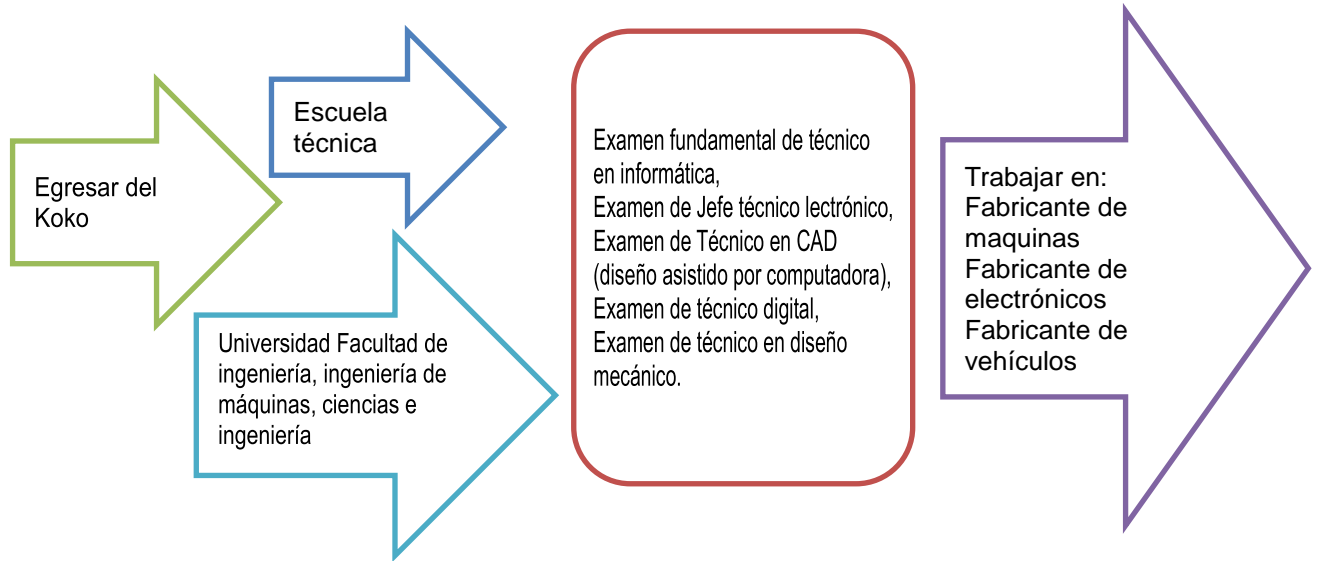 Egresar del
Koko
Escuela
técnica
Universidad Facultad de
ingeniería, ingeniería de
máquinas, ciencias e
ingeniería
Examen fundamental de técnico
en informática,
Examen de Jefe técnico lectrónico,
Examen de Técnico en CAD
(diseño asistido por computadora),
Examen de técnico digital,
Examen de técnico en diseño
mecánico.
Trabajar en:
Fabricante de
maquinas
Fabricante de
electrónicos
Fabricante de
vehículos